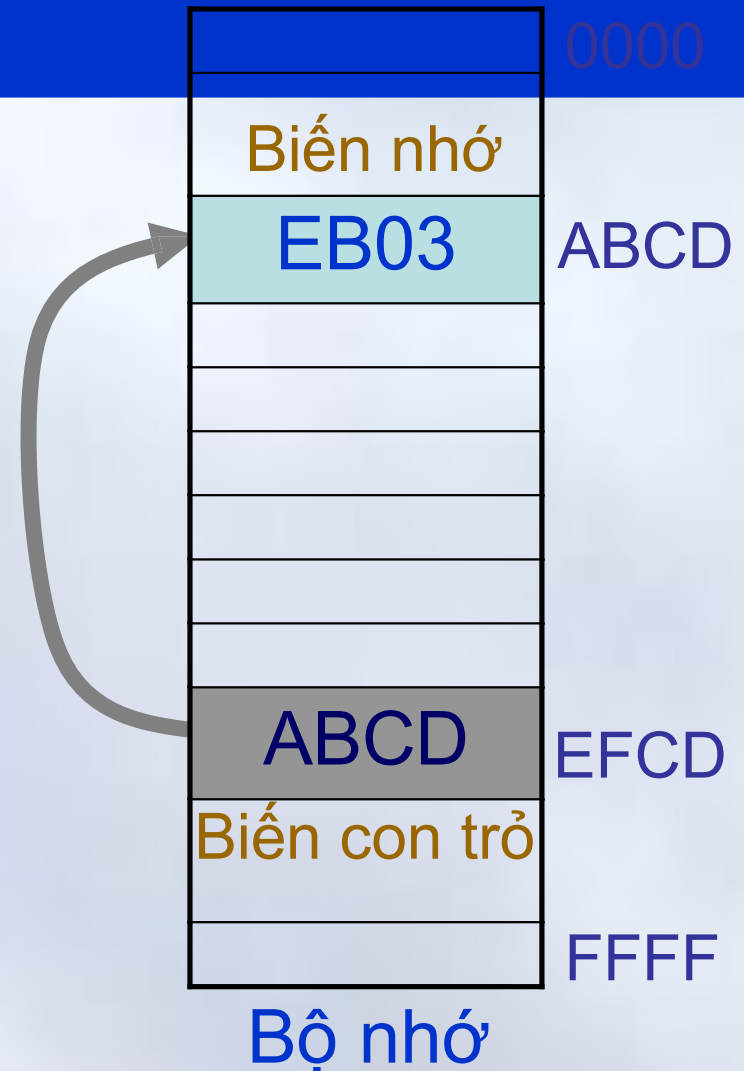 0000
Biến nhớ
EB03 ABCD
ABCD EFCD
Biến con trỏ
FFFF
Bộ nhớ